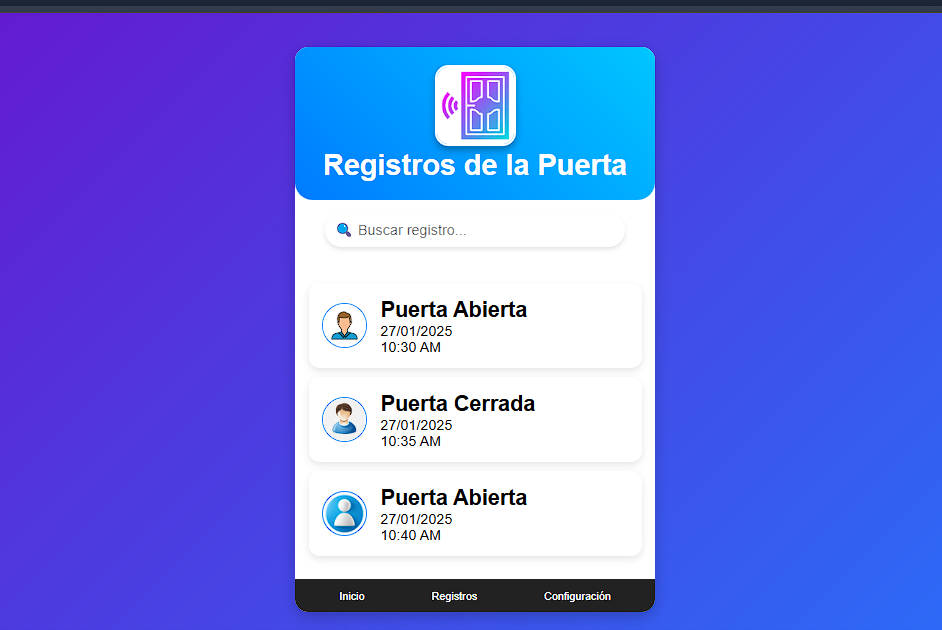 Registros de la Puerta
Buscar registro...
Puerta Abierta
27/01/2025
10:30 AM
Puerta Cerrada
27/01/2025
10:35 AM
Puerta Abierta
27/01/2025
10:40 AM
Inicio Registros Configuración